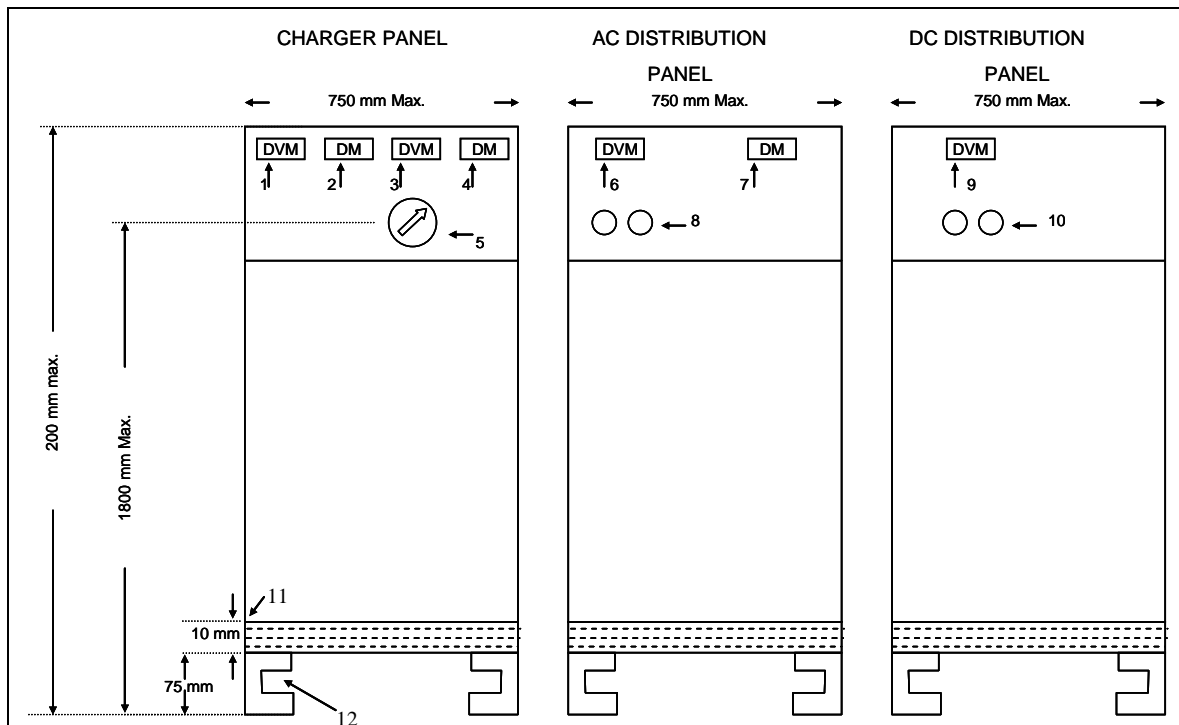 CHARGER PANEL
AC DISTRIBUTION
PANEL
DC DISTRIBUTION
PANEL
750 mm Max.
750 mm Max.
750 mm Max.
DVM
DM
DVM
DM
DVM
DM
DVM
1
2
3
4
6
7
9
5
8
10
200 mm max.
1800 mm Max.
11
10 mm
75 mm
12